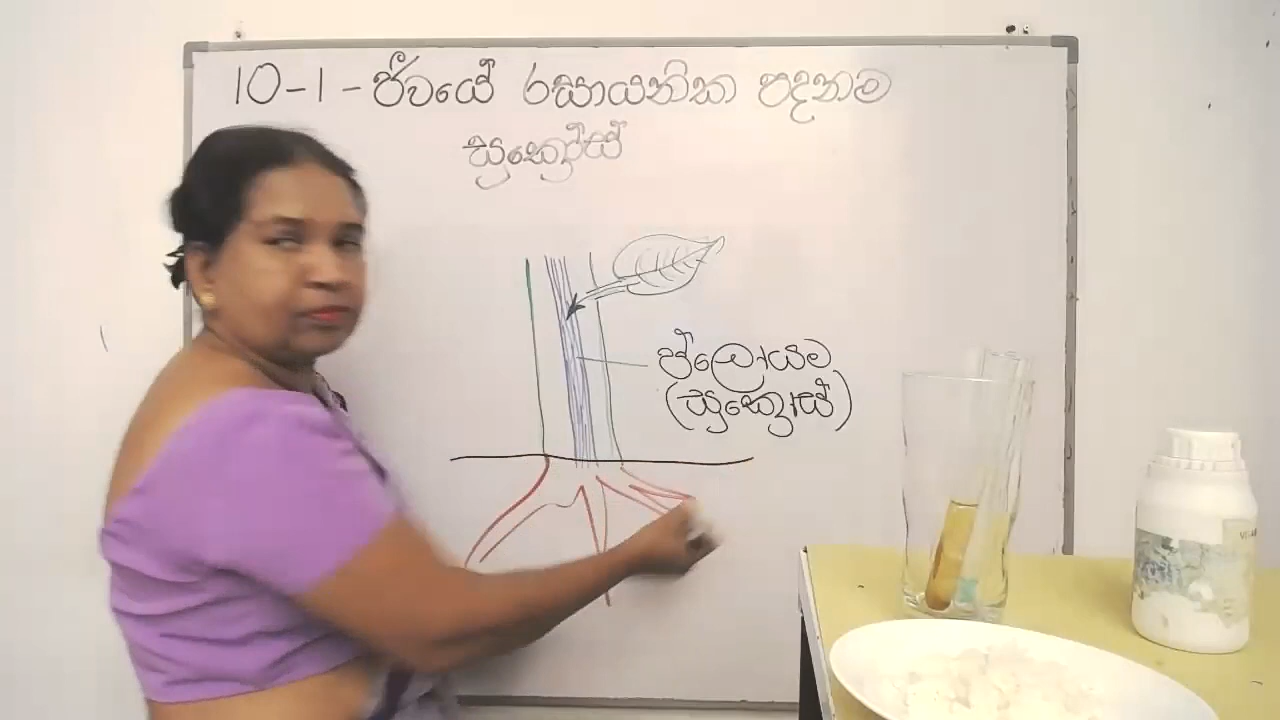 10-1 - ජීවයේ රසායනික පදනම
සුක්‍රෝස්
ප්ලොයම
(සුක්‍රොස්)